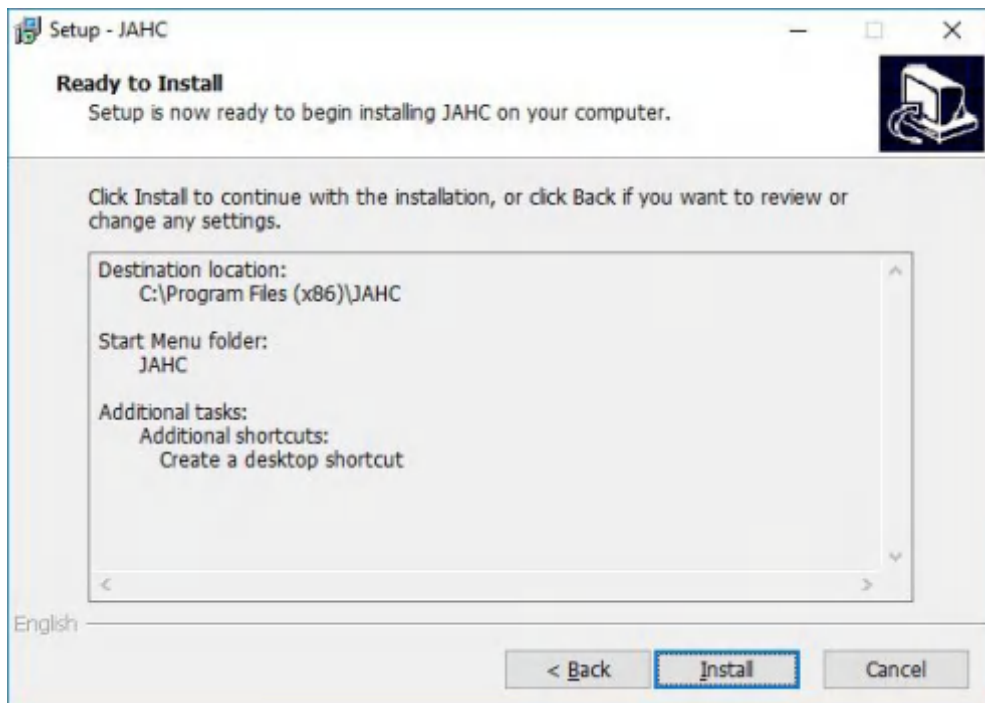 Setup - JAHC
Ready to Install
Setup is now ready to begin installing JAHC on your computer.
Click Install to continue with the installation, or click Back if you want to review or
change any settings.
Destination location:
C:\Program Files (x86)\JAHC
Start Menu folder:
JAHC
Additional tasks:
Additional shortcuts:
Create a desktop shortcut
English
< Back
Install
Cancel